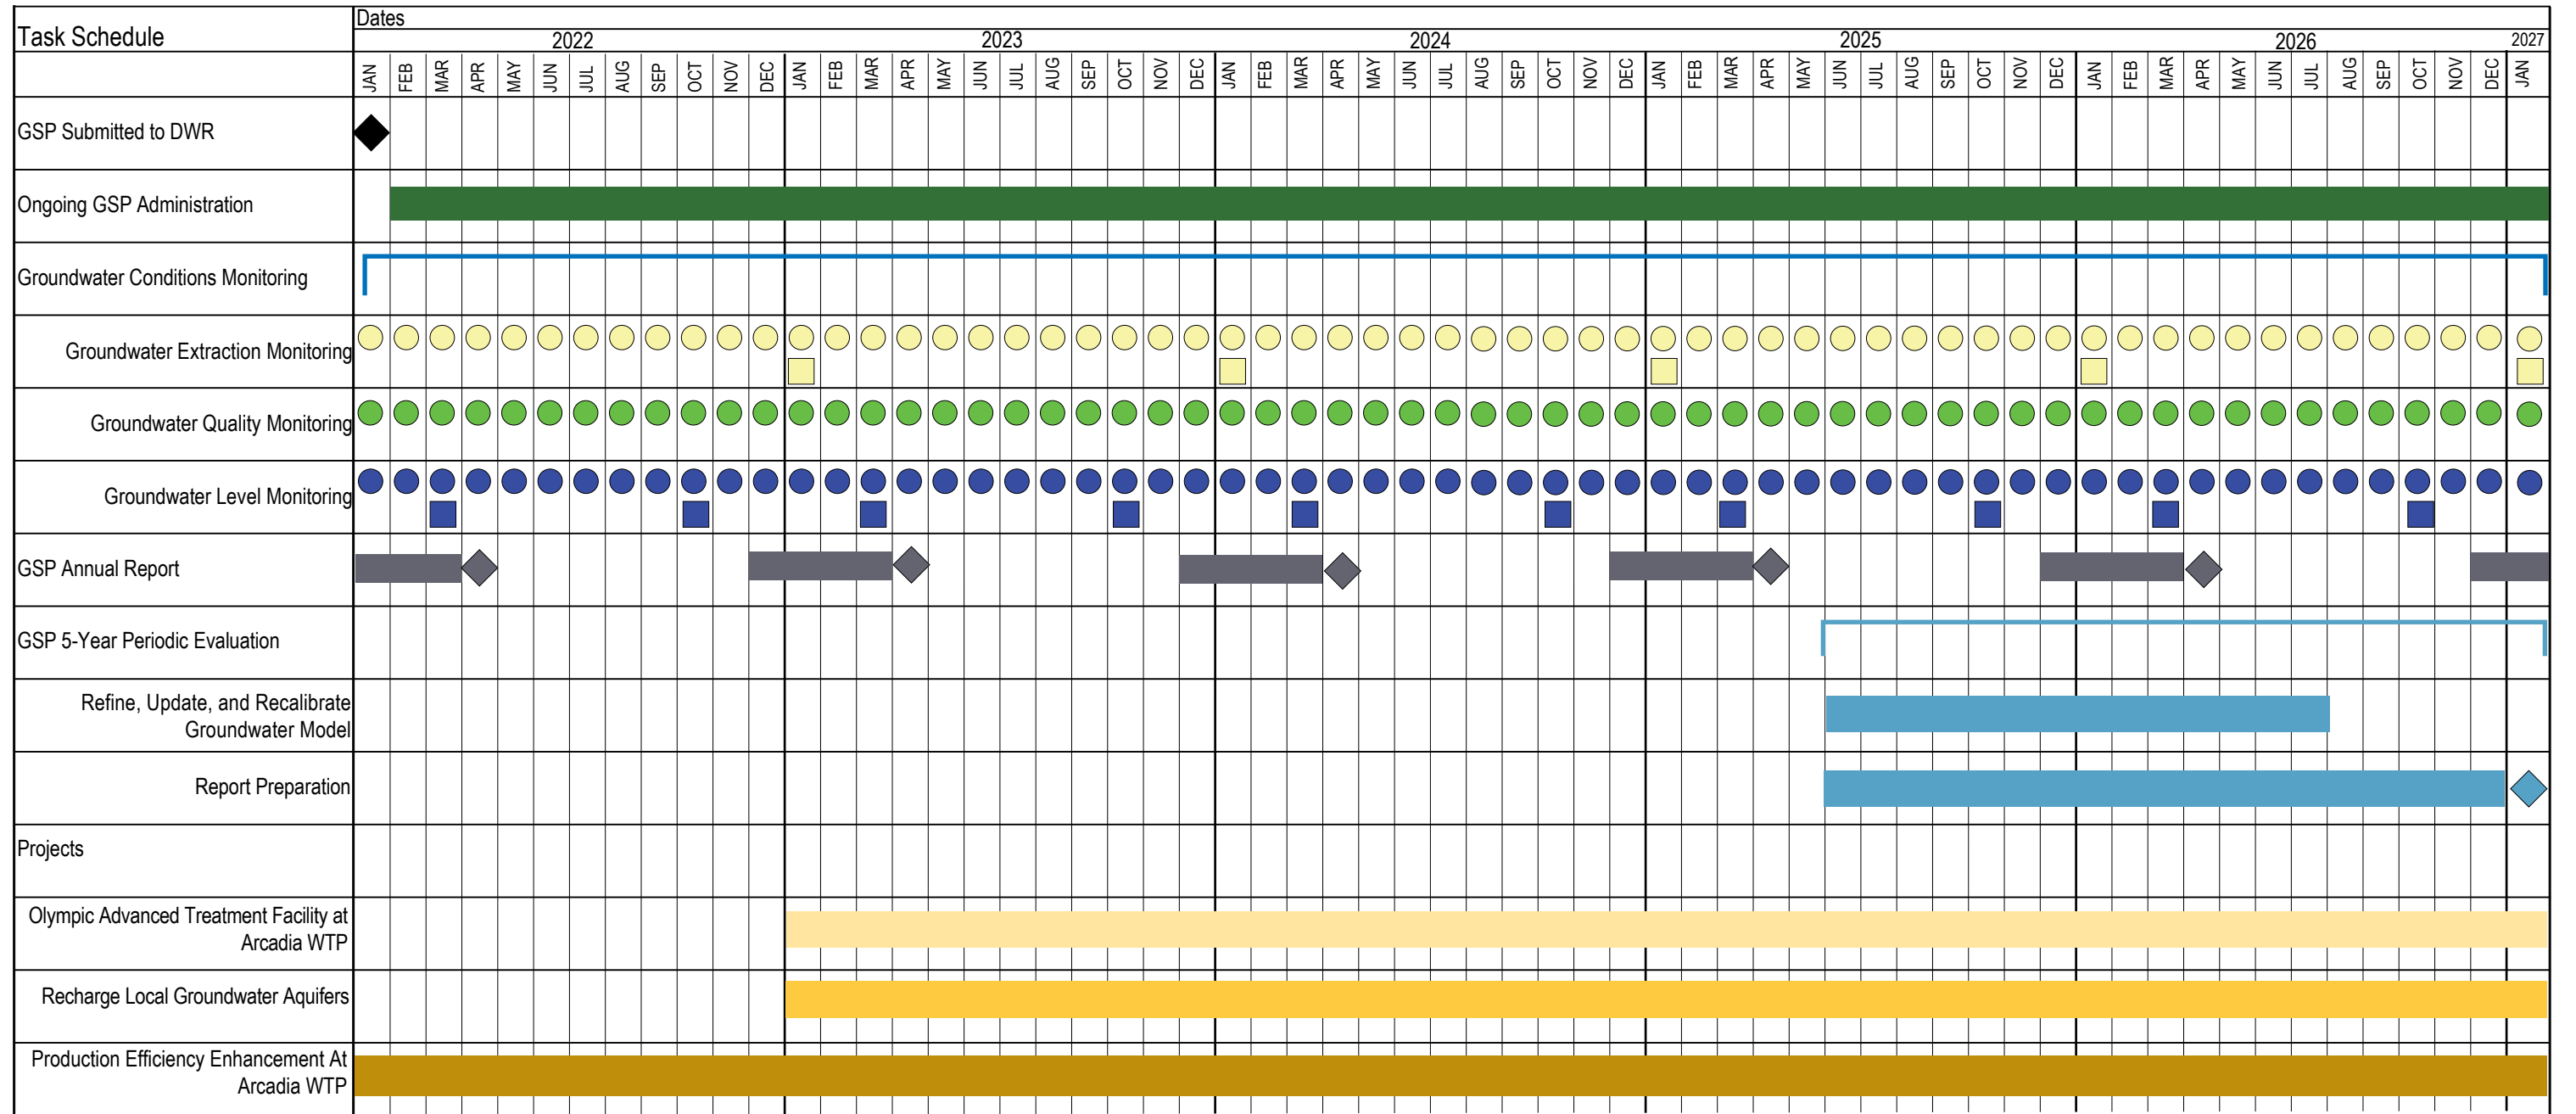 Dates
Task Schedule
2022 2023 2024 2025 2026 2027
JAN FEB MAR APR MAY JUN JUL AUG SEP OCT NOV DEC JAN FEB MAR APR MAY JUN JUL AUG SEP OCT NOV DEC JAN FEB MAR APR MAY JUN JUL AUG SEP OCT NOV DEC JAN FEB MAR APR MAY JUN JUL AUG SEP OCT NOV DEC JAN FEB MAR APR MAY JUN JUL AUG SEP OCT NOV DEC JAN
GSP Submitted to DWR
Ongoing GSP Administration
Groundwater Conditions Monitoring
Groundwater Extraction Monitoring
Groundwater Quality Monitoring
Groundwater Level Monitoring
GSP Annual Report
GSP 5-Year Periodic Evaluation
Refine, Update, and Recalibrate
Groundwater Model
Report Preparation
Projects
Olympic Advanced Treatment Facility at
Arcadia WTP
Recharge Local Groundwater Aquifers
Production Efficiency Enhancement At
Arcadia WTP